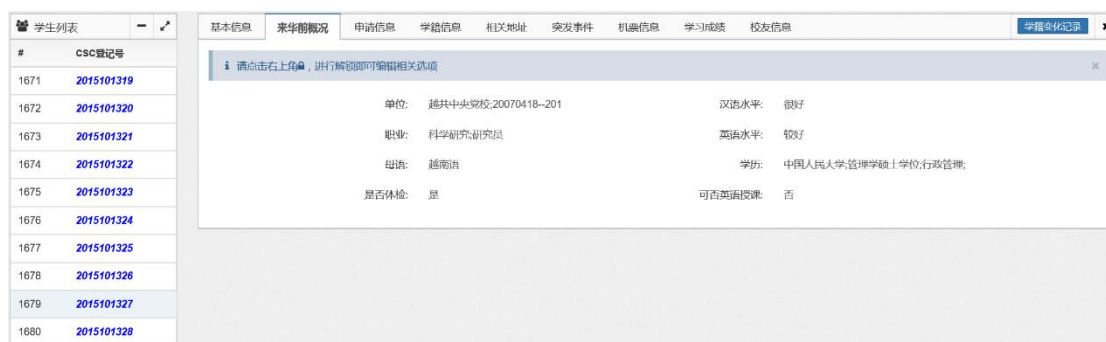 学生列表
基本信息 来华前概况 申请信息 学籍信息 相关地址 突发事件 机票信息 学习成绩 校友信息 学籍变化记录
# CSC登记号
1671 2015101319
1672 2015101320
1673 2015101321
1674 2015101322
1675 2015101323
1676 2015101324
1677 2015101325
1678 2015101326
1679 2015101327
1680 2015101328
请点击右上角，进行解锁即可编辑相关选项
单位: 越共中央党校;20070418--201 汉语水平: 很好
职业: 科学研究;研究员 英语水平: 较好
母语: 越南语 学历: 中国人民大学;管理学硕士学位;行政管理;
是否体检: 是 可否英语授课: 否